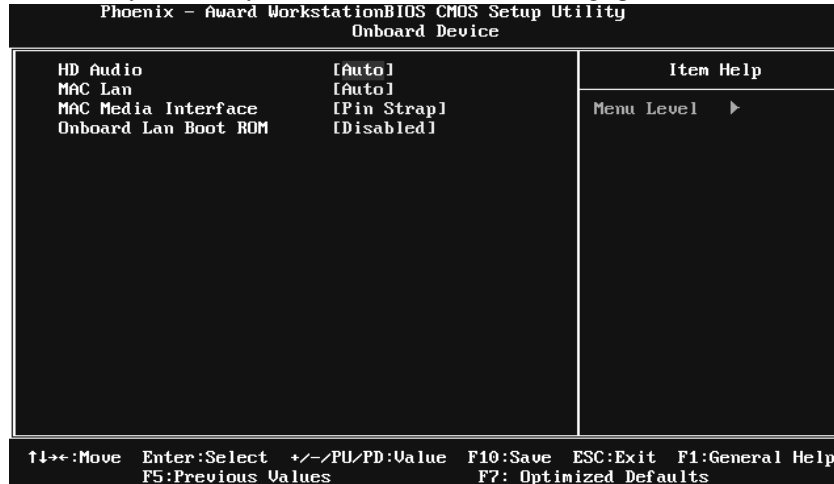 Phoenix - Award WorkstationBIOS CMOS Setup Utility
Onboard Device
HD Audio [Auto]
MAC Lan [Auto]
MAC Media Interface [Pin Strap]
Onboard Lan Boot ROM [Disabled]
Item Help
Menu Level ▶
↑↓→←:Move Enter:Select +/-/PU/PD:Value F10:Save ESC:Exit F1:General Help
F5:Previous Values F7: Optimized Defaults